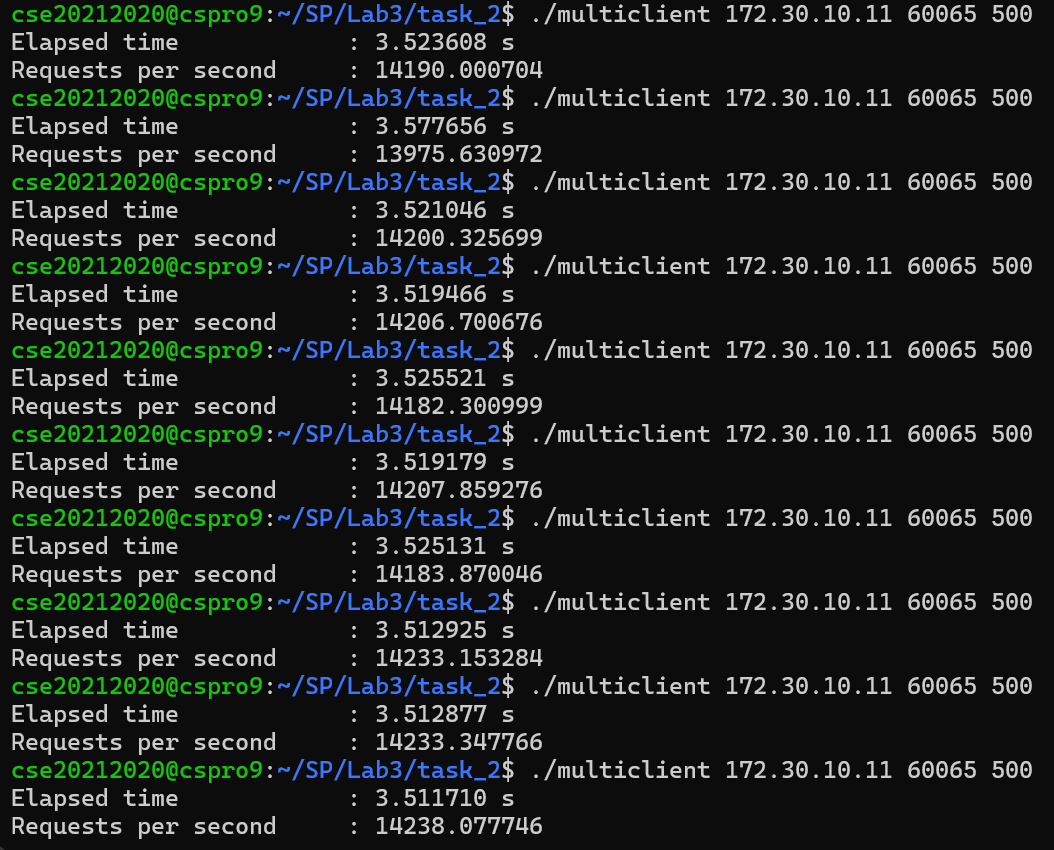 cse20212020@cspro9:~/SP/Lab3/task_2$ ./multiclient 172.30.10.11 60065 500
Elapsed time            : 3.523608 s
Requests per second     : 14190.000704
cse20212020@cspro9:~/SP/Lab3/task_2$ ./multiclient 172.30.10.11 60065 500
Elapsed time            : 3.577656 s
Requests per second     : 13975.630972
cse20212020@cspro9:~/SP/Lab3/task_2$ ./multiclient 172.30.10.11 60065 500
Elapsed time            : 3.521046 s
Requests per second     : 14200.325699
cse20212020@cspro9:~/SP/Lab3/task_2$ ./multiclient 172.30.10.11 60065 500
Elapsed time            : 3.519466 s
Requests per second     : 14206.700676
cse20212020@cspro9:~/SP/Lab3/task_2$ ./multiclient 172.30.10.11 60065 500
Elapsed time            : 3.525521 s
Requests per second     : 14182.300999
cse20212020@cspro9:~/SP/Lab3/task_2$ ./multiclient 172.30.10.11 60065 500
Elapsed time            : 3.519179 s
Requests per second     : 14207.859276
cse20212020@cspro9:~/SP/Lab3/task_2$ ./multiclient 172.30.10.11 60065 500
Elapsed time            : 3.525131 s
Requests per second     : 14183.870046
cse20212020@cspro9:~/SP/Lab3/task_2$ ./multiclient 172.30.10.11 60065 500
Elapsed time            : 3.512925 s
Requests per second     : 14233.153284
cse20212020@cspro9:~/SP/Lab3/task_2$ ./multiclient 172.30.10.11 60065 500
Elapsed time            : 3.512877 s
Requests per second     : 14233.347766
cse20212020@cspro9:~/SP/Lab3/task_2$ ./multiclient 172.30.10.11 60065 500
Elapsed time            : 3.511710 s
Requests per second     : 14238.077746